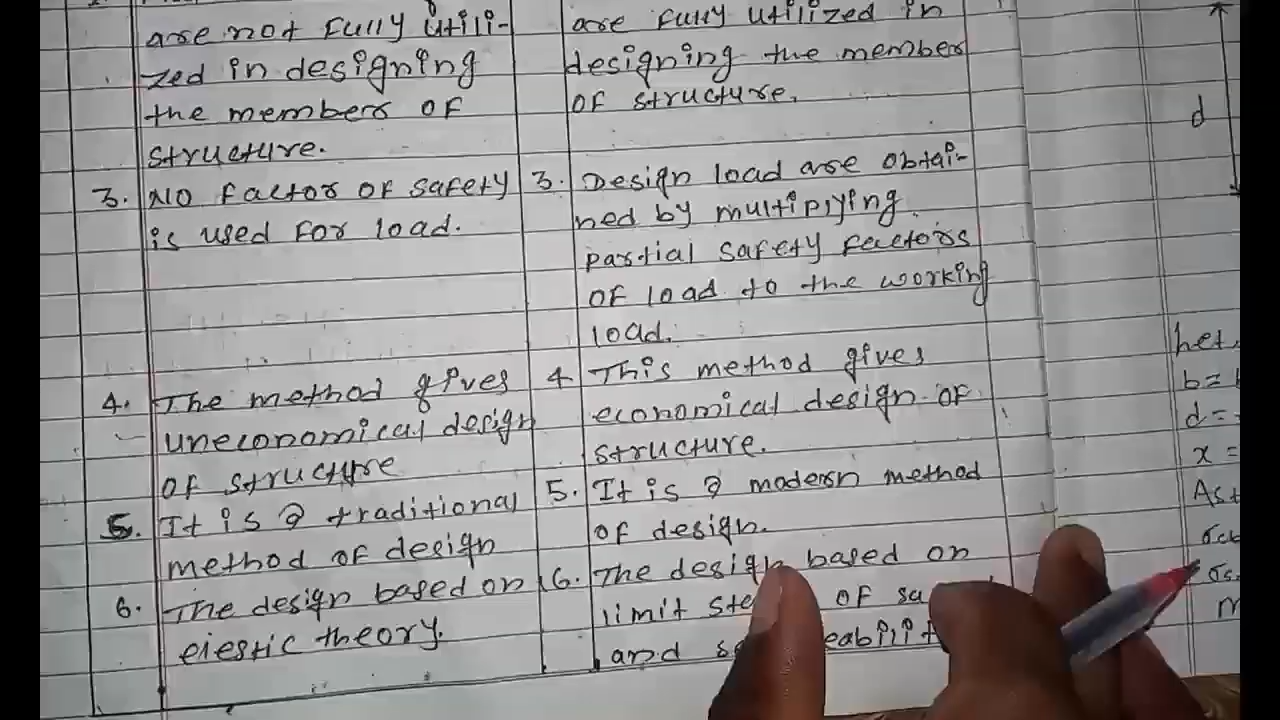 are not fully utili-
zed in designing
the members of
structure.
3. No factor of safety
is used for load.
4. The method gives
uneconomical design
of structure
5. It is a traditional
method of design
6. The design based on
elestic theory.
are fully utilized in
designing the member
of structure.
3. Design load are obtai-
ned by multiplying
partial safety factors
of load to the working
load.
4 This method gives
economical design of
structure.
5. It is a modern method
of design.
6. The design based on
limit of
and
d
b=
d=
x =